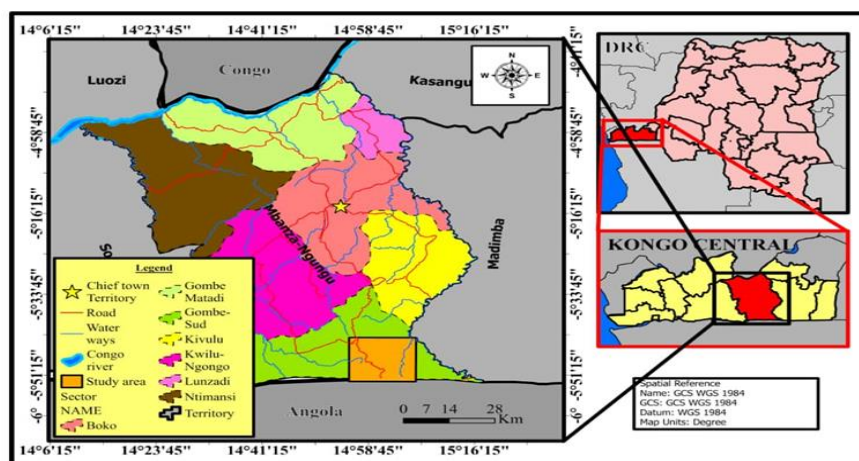 14°6'15" 14°23'45" 14°41'15" 14°58'45" 15°16'15"
Luozi
Congo
Kasangu
N
W E
S
-4°41'15"
-4°58'45"
-5°16'15"
-5°33'45"
-5°51'15"
-6°
Mbanza-Ngungu
Madimba
So
Legend
Chief town
Territory
Road
Water
ways
Congo
river
Study area
Sector
NAME
Boko
Gombe
Matadi
Gombe-
Sud
Kivulu
Kwilu-
Ngongo
Lunzadi
Ntimansi
Territory
Angola
0 7 14 28
Km
14°6'15" 14°23'45" 14°41'15" 14°58'45" 15°16'15"
DRC
KONGO CENTRAL
Spatial Reference
Name: GCS WGS 1984
GCS: GCS WGS 1984
Datum: WGS 1984
Map Units: Degree